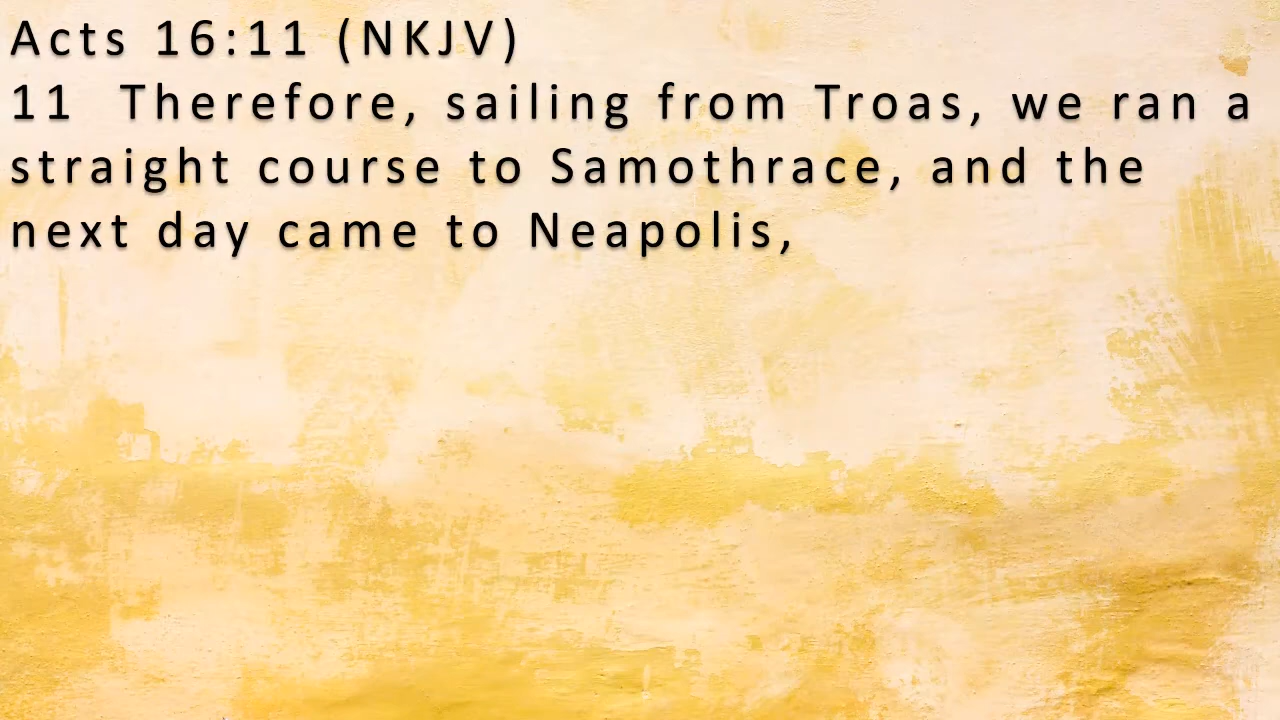 Acts 16:11 (NKJV)
11 Therefore, sailing from Troas, we ran a
straight course to Samothrace, and the
next day came to Neapolis,